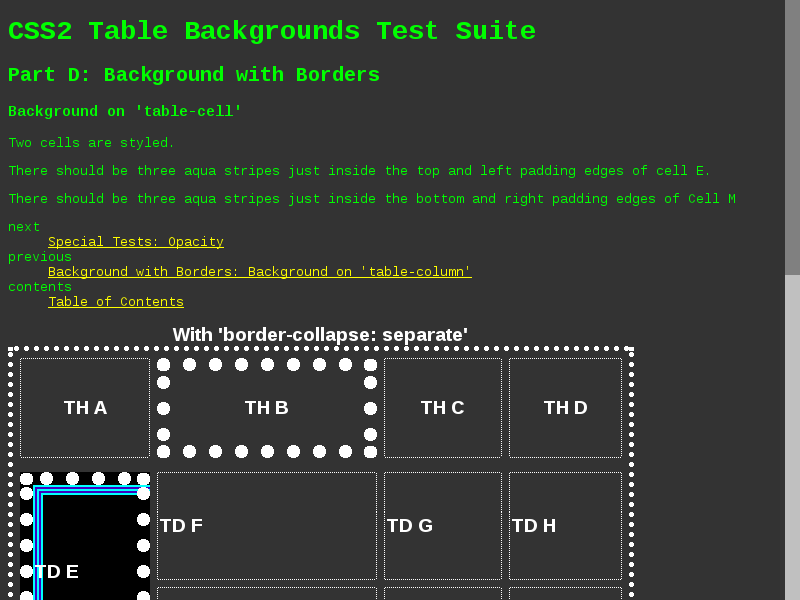 CSS2 Table Backgrounds Test Suite
Part D: Background with Borders
Background on 'table-cell'
Two cells are styled.
There should be three aqua stripes just inside the top and left padding edges of cell E.
There should be three aqua stripes just inside the bottom and right padding edges of Cell M
next
Special Tests: Opacity
previous
Background with Borders: Background on 'table-column'
contents
Table of Contents
With 'border-collapse: separate'
TH A TH B TH C TH D
TD F TD G TD H
TD E